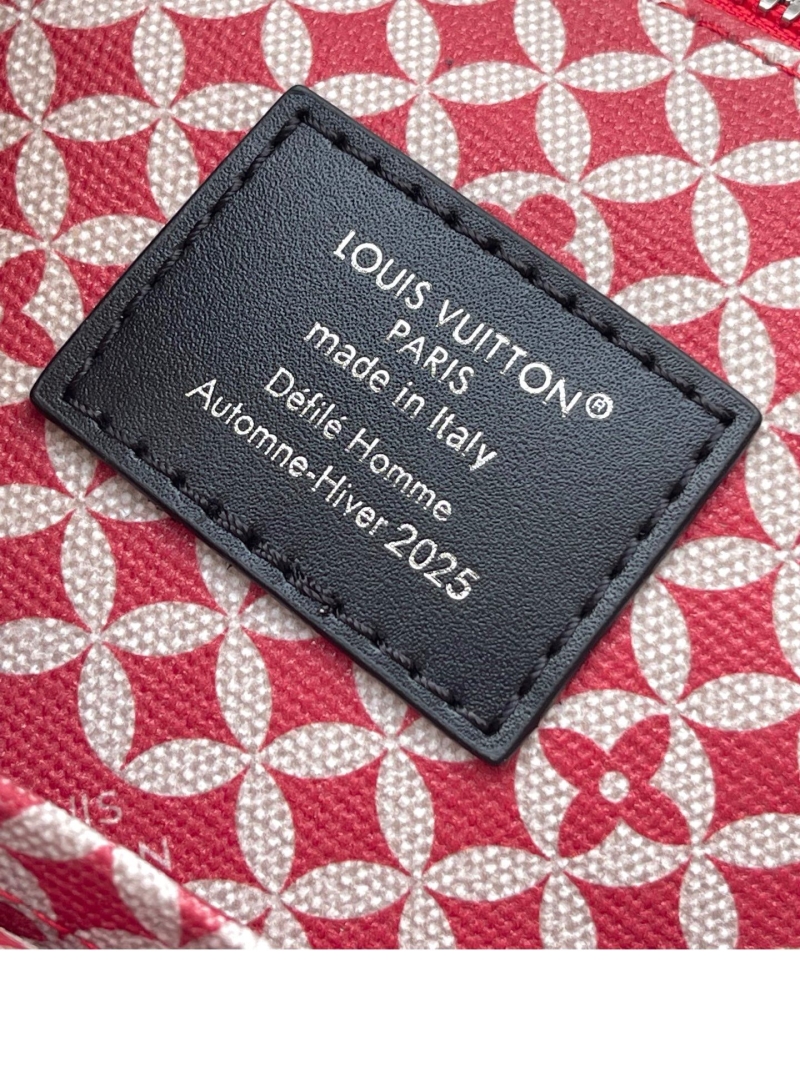 LOUIS VUITTON®
PARIS
made in Italy
Défilé Homme
Automne-Hiver 2025